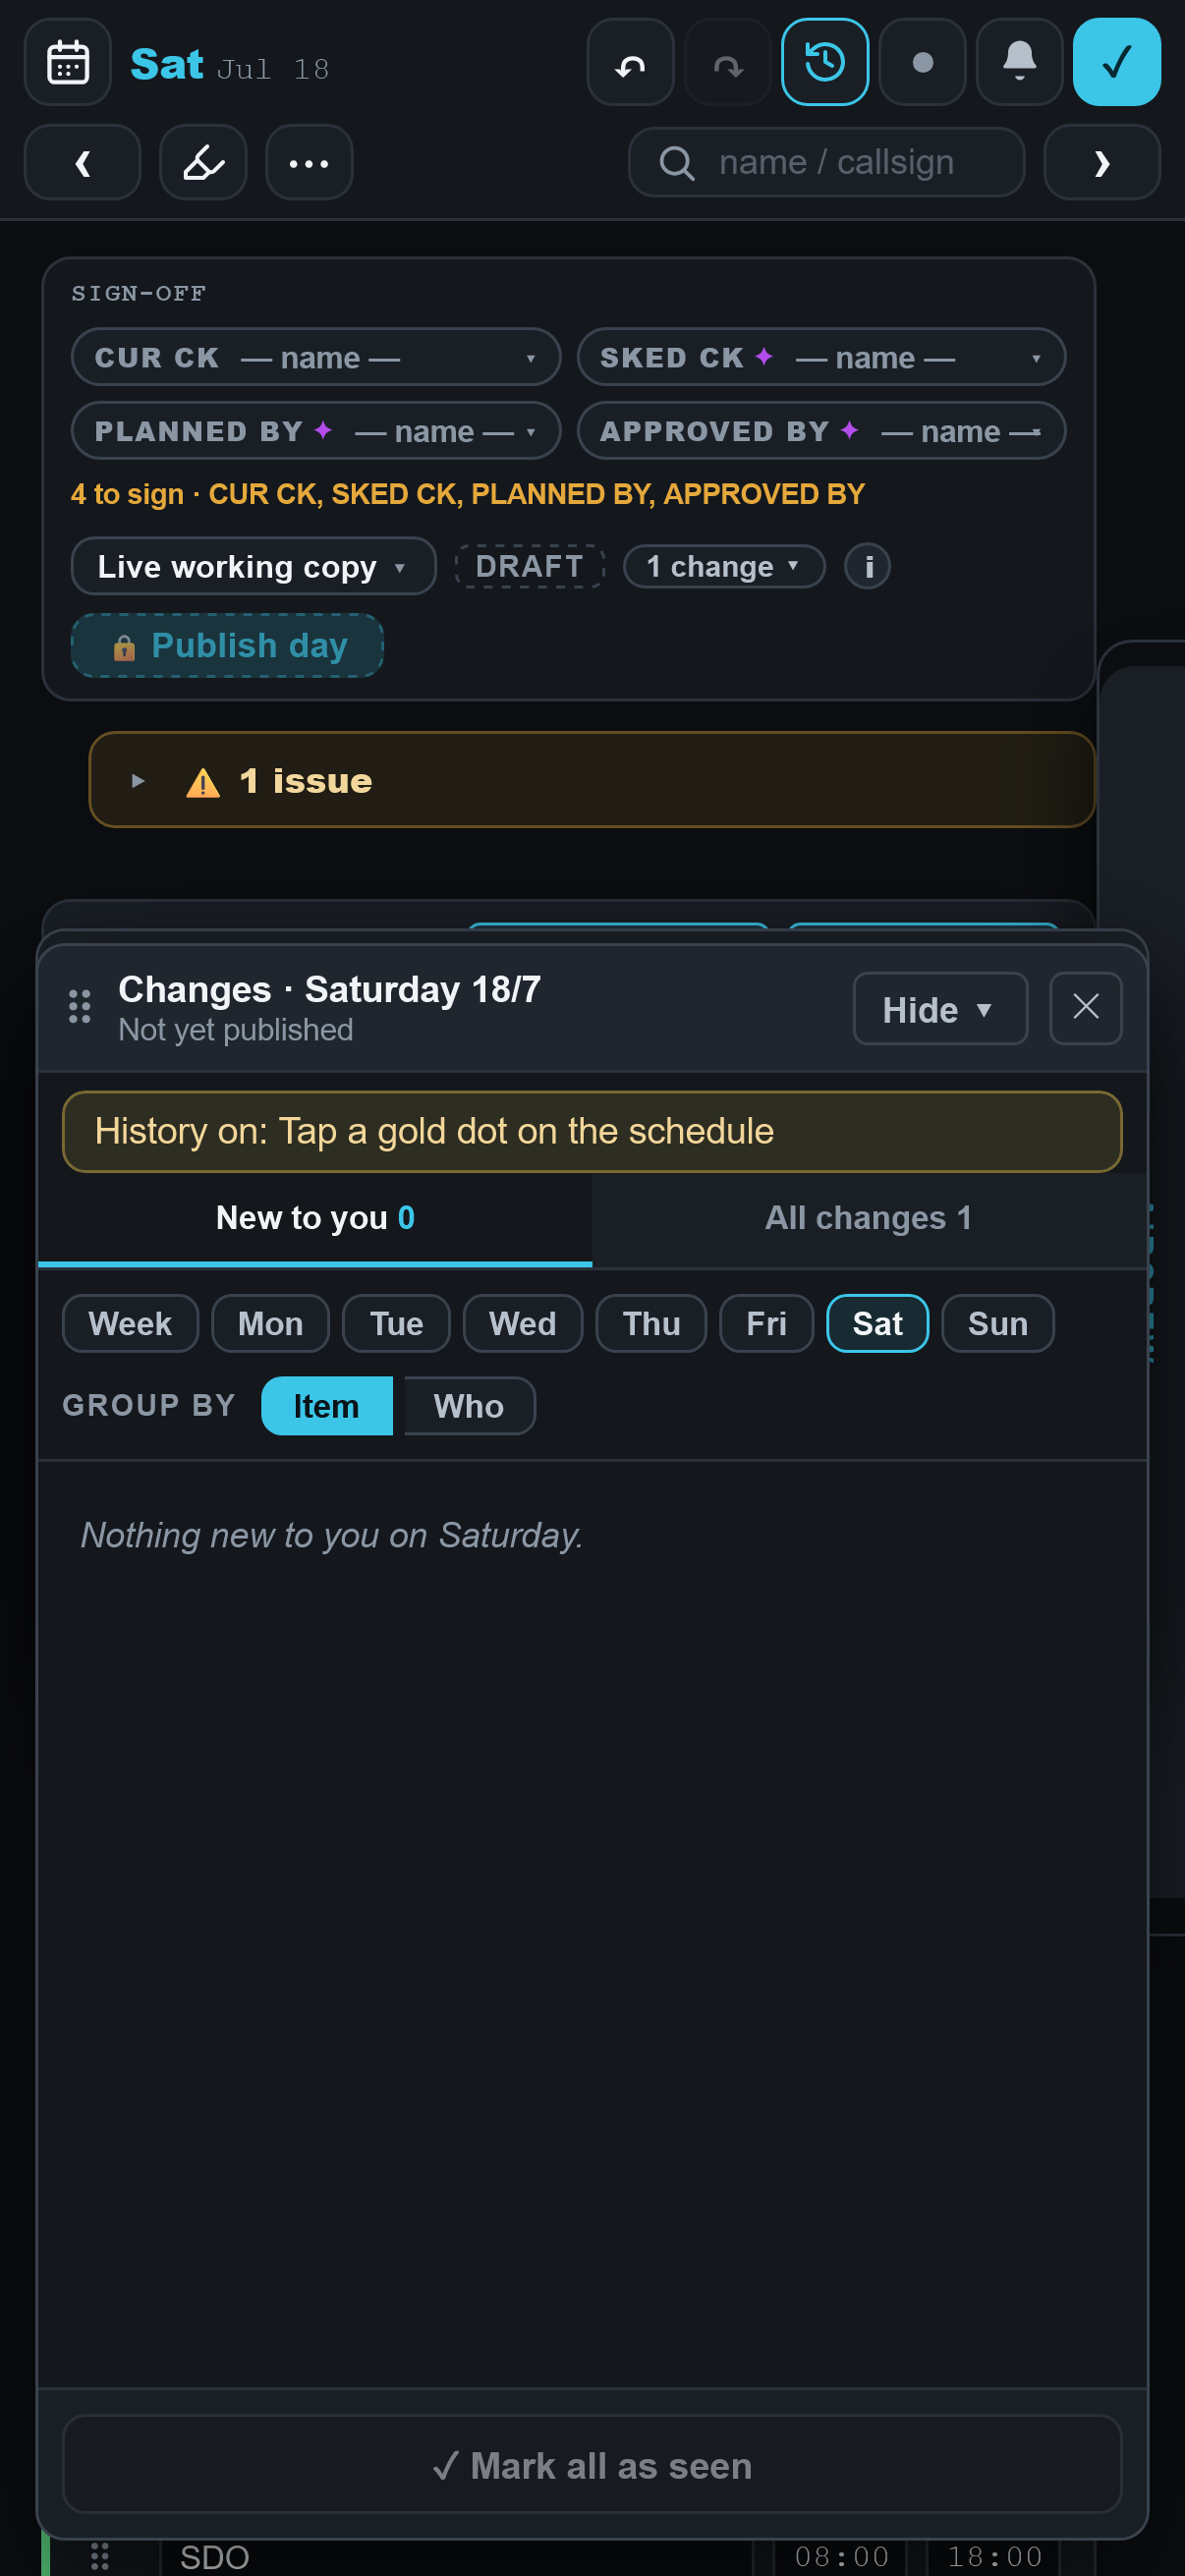 Sat Jul 18
name / callsign
SIGN-OFF
CUR CK — name —
SKED CK ✦ — name —
PLANNED BY ✦ — name —
APPROVED BY ✦ — name —
4 to sign · CUR CK, SKED CK, PLANNED BY, APPROVED BY
Live working copy
DRAFT
1 change
i
Publish day
1 issue
Changes · Saturday 18/7
Not yet published
Hide
History on: Tap a gold dot on the schedule
New to you 0
All changes 1
Week Mon Tue Wed Thu Fri Sat Sun
GROUP BY Item Who
Nothing new to you on Saturday.
✓ Mark all as seen
SDO 08:00 18:00